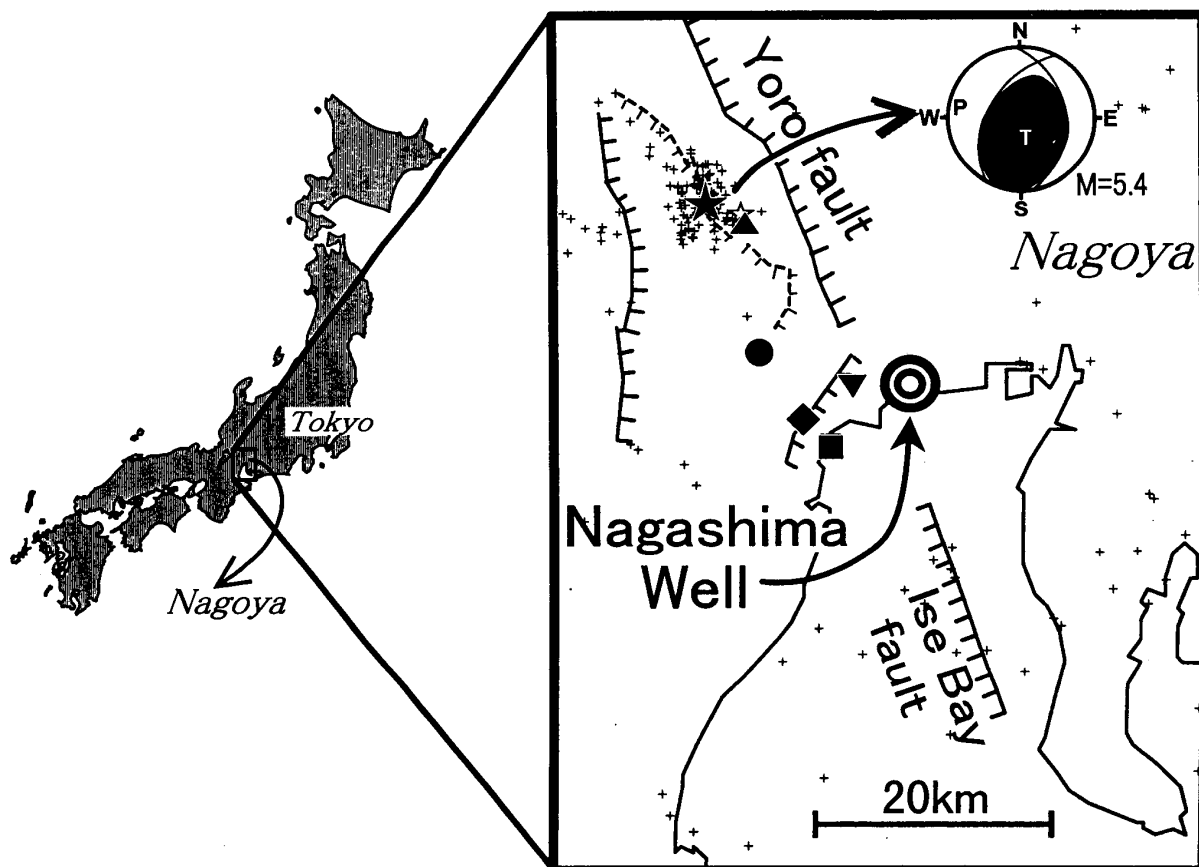 Tokyo
Nagoya
Yoro fault
N
W
P
T
E
S
M=5.4
Nagoya
Nagashima
Well
Ise Bay
fault
20km